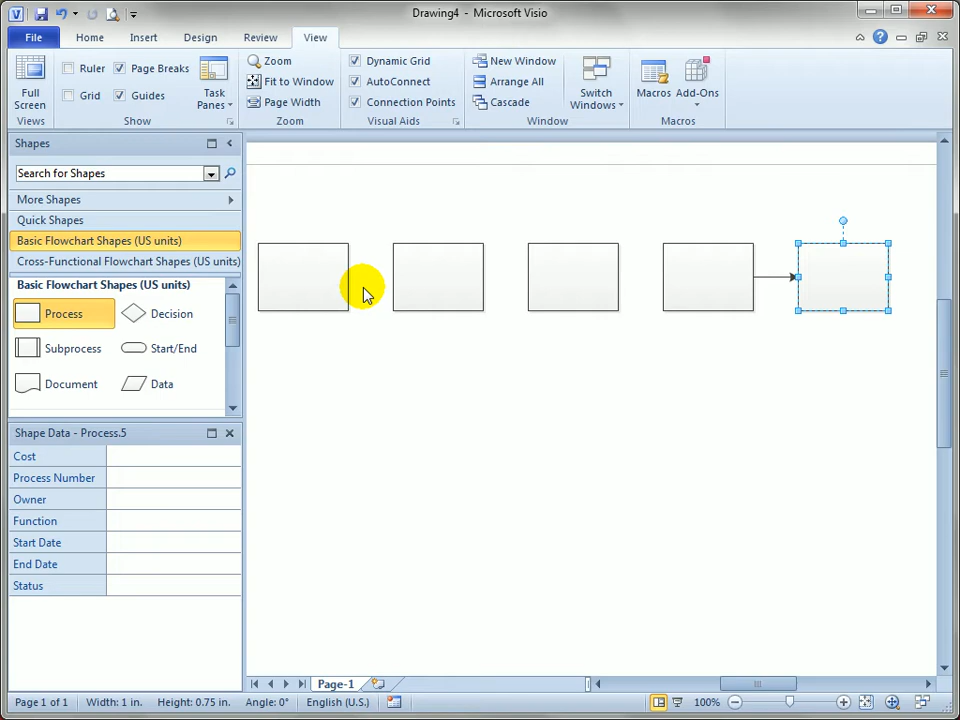 Drawing4 - Microsoft Visio
File Home Insert Design Review View
Full Screen
Ruler Page Breaks
Grid Guides
Task Panes
Zoom
Fit to Window
Page Width
Dynamic Grid
AutoConnect
Connection Points
New Window
Arrange All
Cascade
Switch Windows
Macros Add-Ons
Views Show Zoom Visual Aids Window Macros
Shapes
Search for Shapes
More Shapes
Quick Shapes
Basic Flowchart Shapes (US units)
Cross-Functional Flowchart Shapes (US units)
Basic Flowchart Shapes (US units)
Process Decision
Subprocess Start/End
Document Data
Shape Data - Process.5
Cost
Process Number
Owner
Function
Start Date
End Date
Status
Page-1
Page 1 of 1 Width: 1 in. Height: 0.75 in. Angle: 0° English (U.S.) 100%